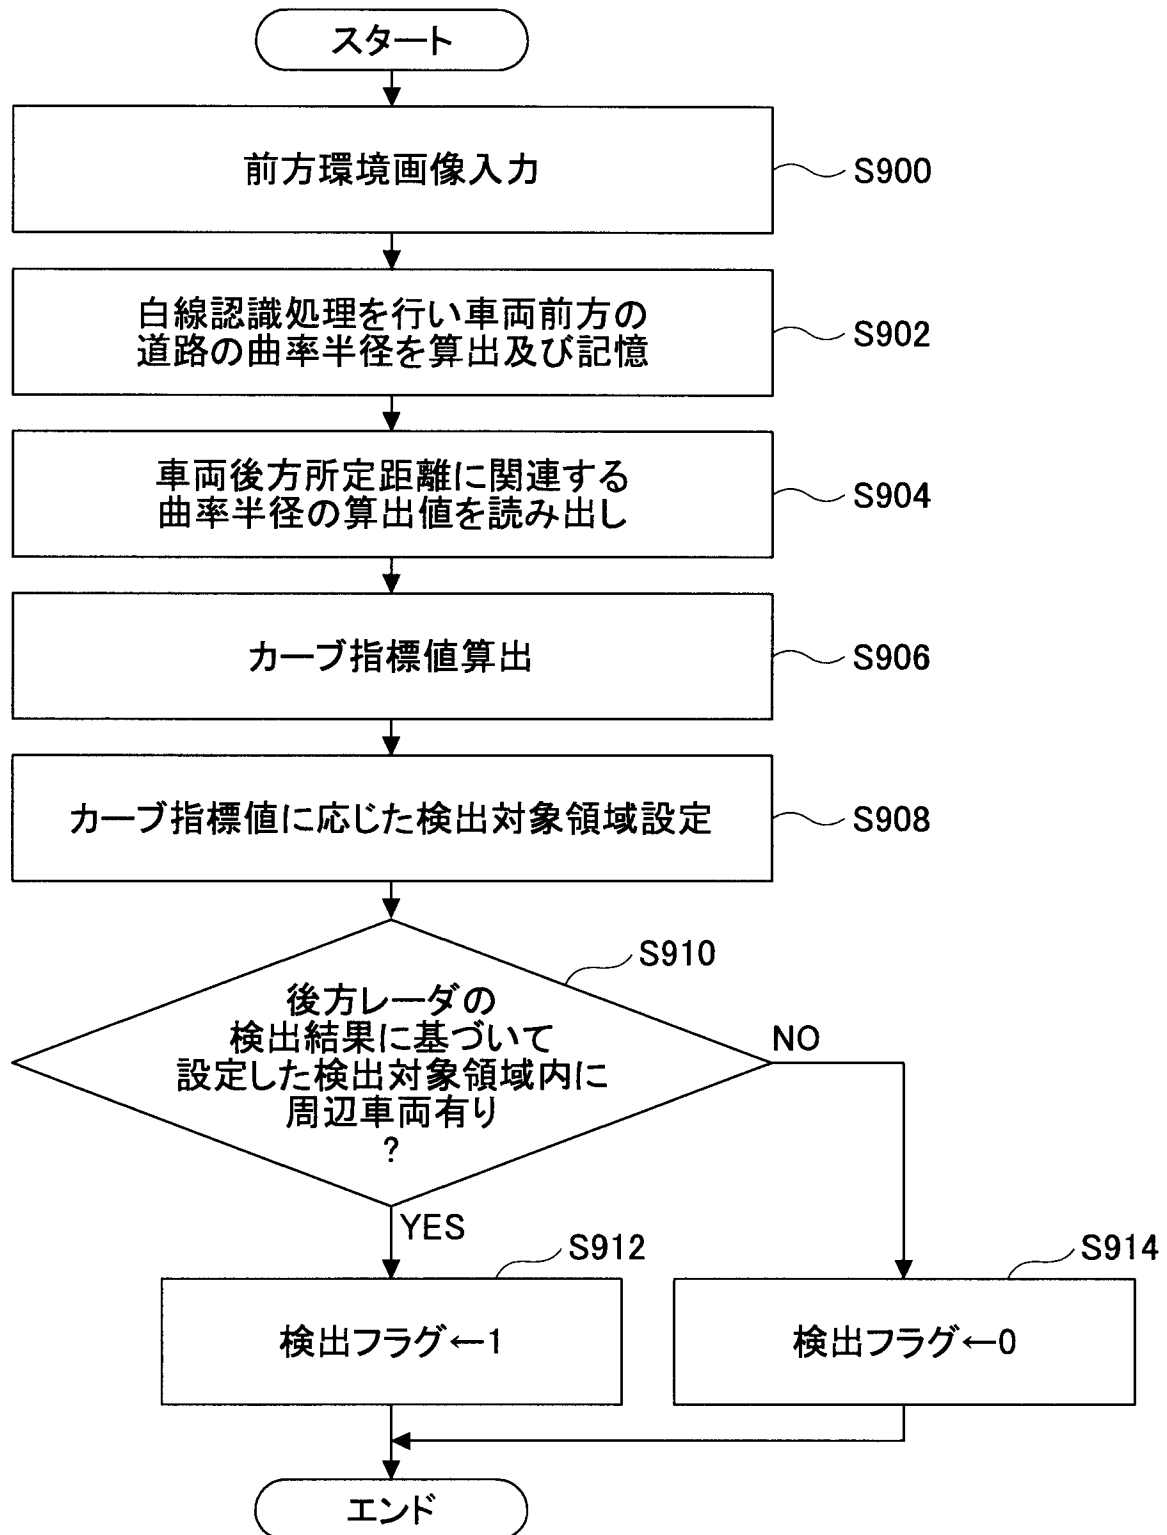 スタート
前方環境画像入力
S900
白線認識処理を行い車両前方の
道路の曲率半径を算出及び記憶
S902
車両後方所定距離に関連する
曲率半径の算出値を読み出し
S904
カーブ指標値算出
S906
カーブ指標値に応じた検出対象領域設定
S908
S910
後方レーダの
検出結果に基づいて
設定した検出対象領域内に
周辺車両有り
?
NO
YES
S912
検出フラグ←1
S914
検出フラグ←0
エンド